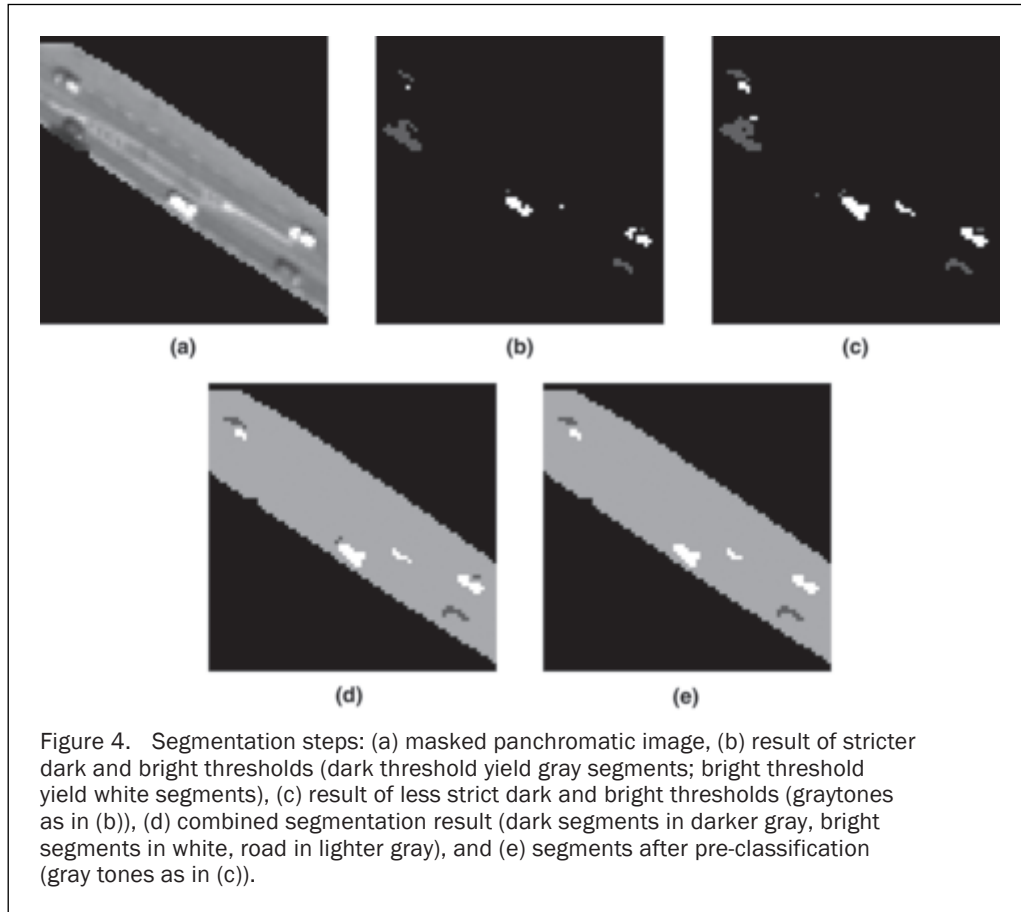 (a)
(b)
(c)
(d)
(e)
Figure 4. Segmentation steps: (a) masked panchromatic image, (b) result of stricter
dark and bright thresholds (dark threshold yield gray segments; bright threshold
yield white segments), (c) result of less strict dark and bright thresholds (graytones
as in (b)), (d) combined segmentation result (dark segments in darker gray, bright
segments in white, road in lighter gray), and (e) segments after pre-classification
(gray tones as in (c)).